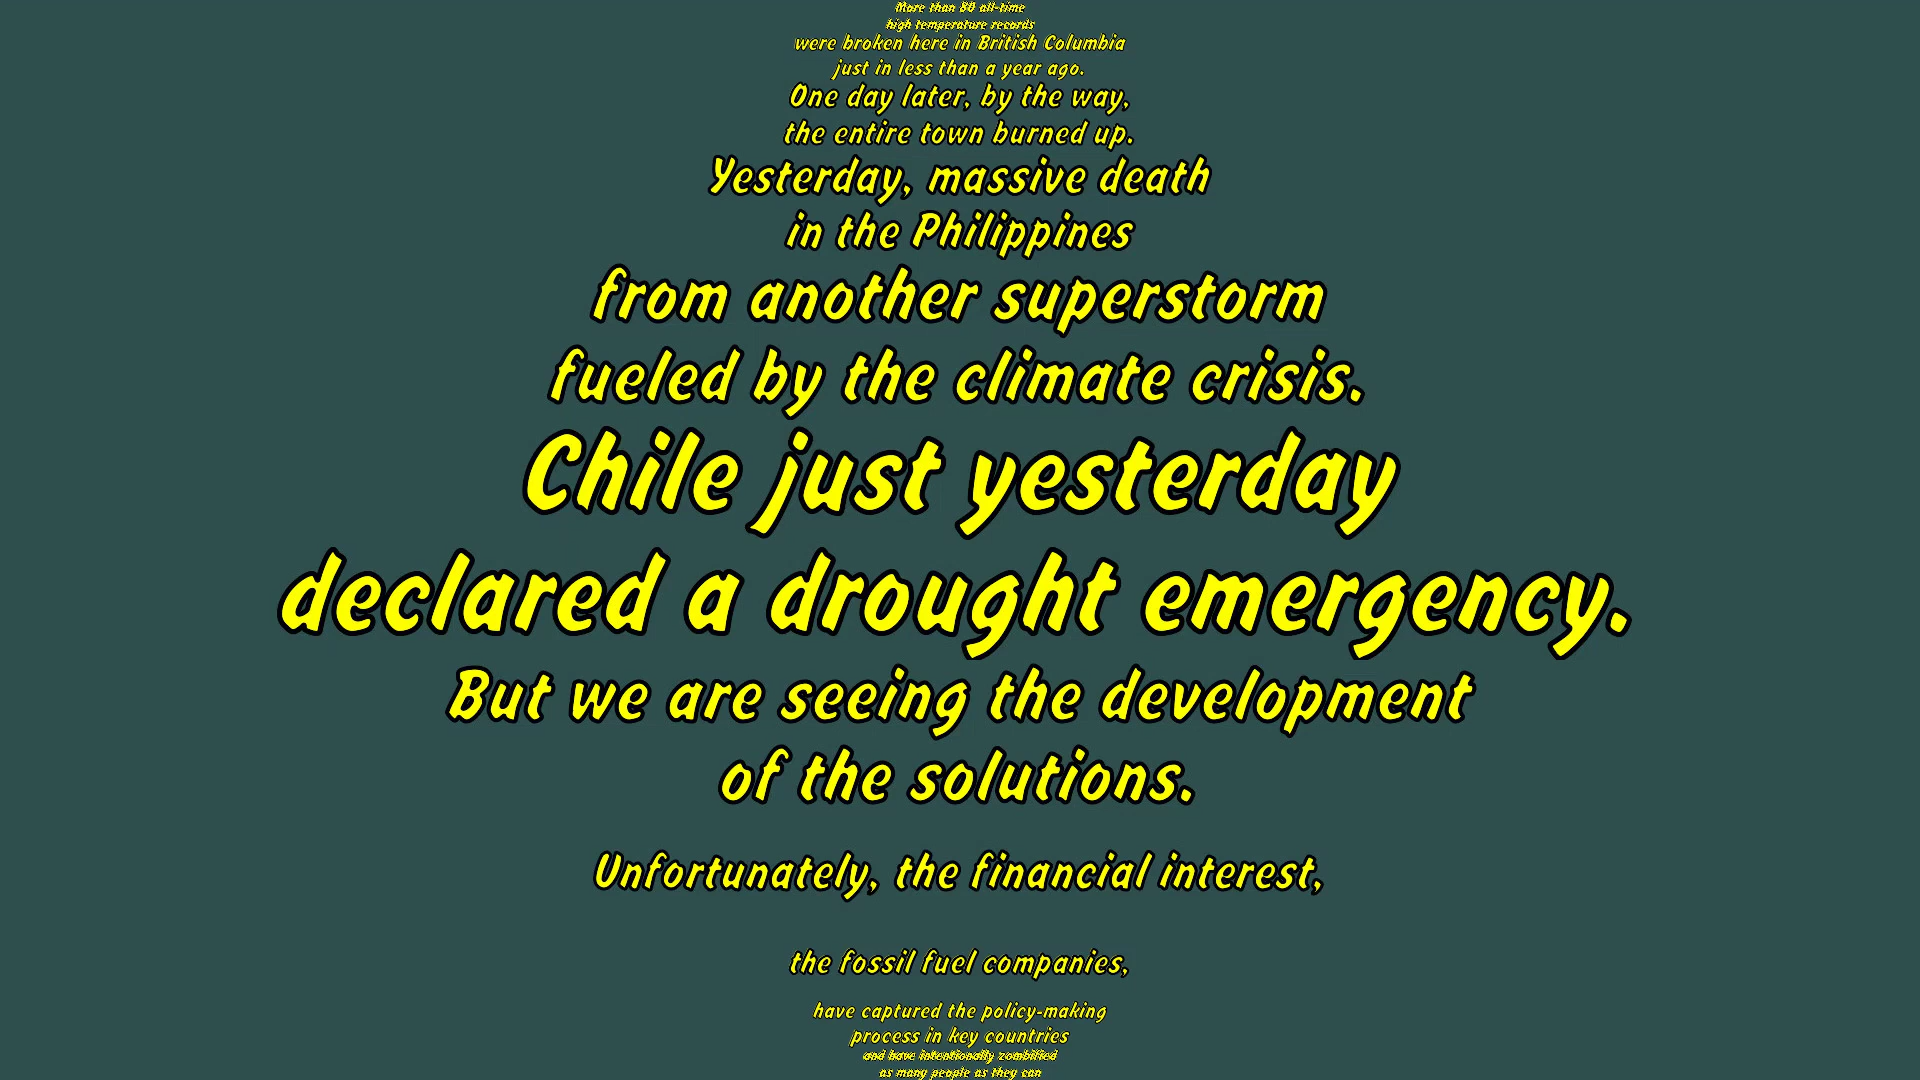 More than 80 all-time
high temperature records
were broken here in British Columbia
just in less than a year ago.
One day later, by the way,
the entire town burned up.
Yesterday, massive death
in the Philippines
from another superstorm
fueled by the climate crisis.
Chile just yesterday
declared a drought emergency.
But we are seeing the development
of the solutions.
Unfortunately, the financial interest,
the fossil fuel companies,
have captured the policy-making
process in key countries
and have intentionally zombified
as many people as they can